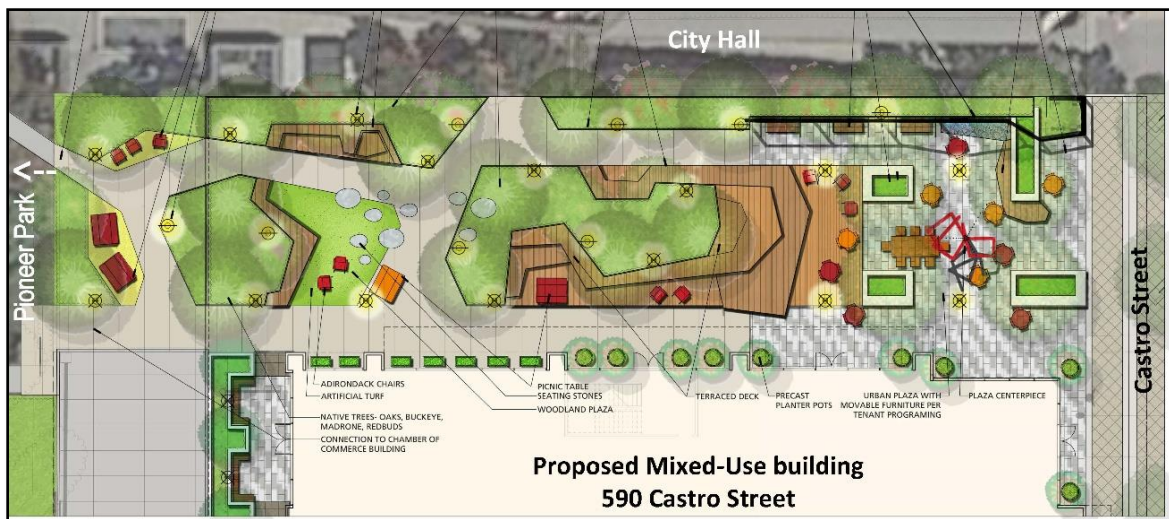 City Hall
Pioneer Park
Castro Street
ADIRONDACK CHAIRS
ARTIFICIAL TURF
NATIVE TREES- OAKS, BUCKEYE,
MADRONE, REDBUDS
CONNECTION TO CHAMBER OF
COMMERCE BUILDING
PICNIC TABLE
SEATING STONES
WOODLAND PLAZA
TERRACED DECK
PRECAST
PLANTER POTS
URBAN PLAZA WITH
MOVABLE FURNITURE PER
TENANT PROGRAMING
PLAZA CENTERPIECE
Proposed Mixed-Use building
590 Castro Street